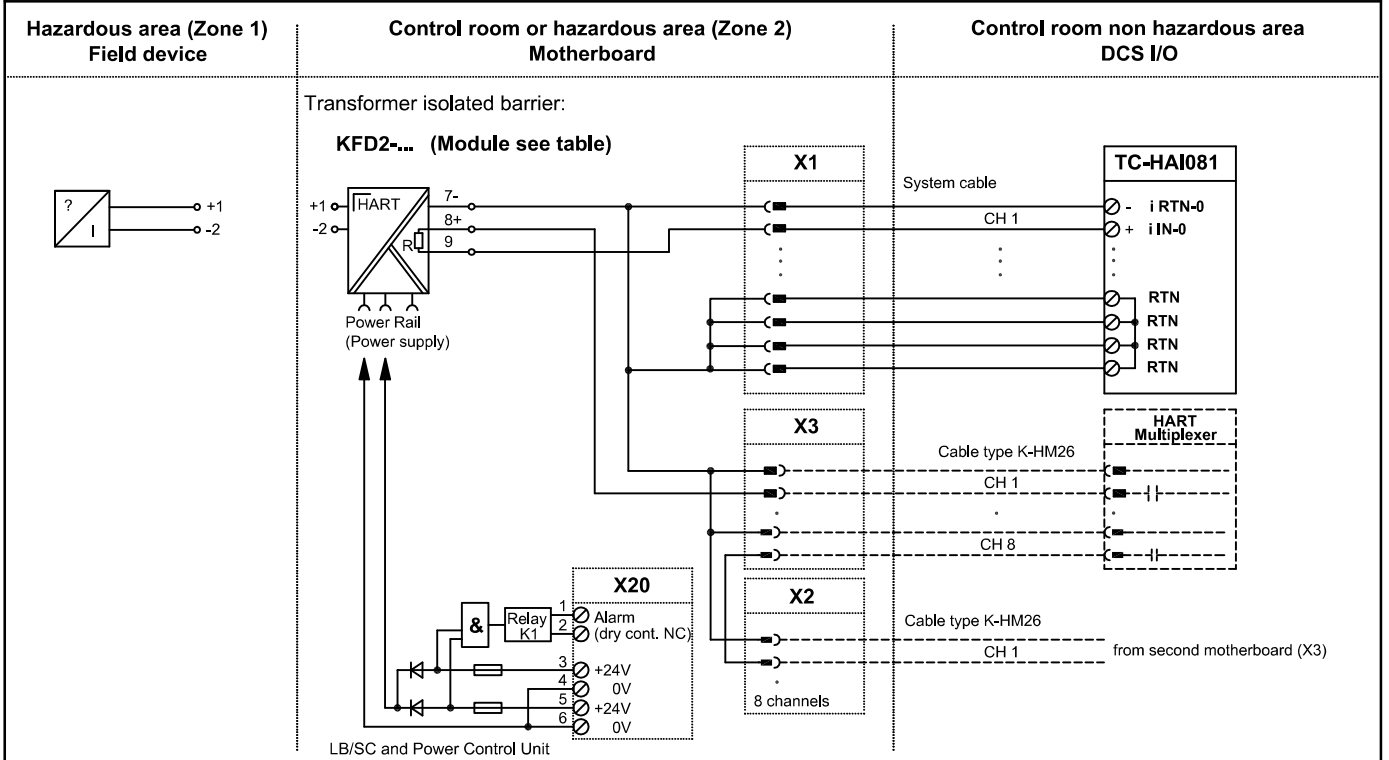 Hazardous area (Zone 1)
Field device
Control room or hazardous area (Zone 2)
Motherboard
Control room non hazardous area
DCS I/O
Transformer isolated barrier:
KFD2-... (Module see table)
?
I
+1
-2
+1
-2
HART
R
7-
8+
9
Power Rail
(Power supply)
X1
System cable
CH 1
TC-HAI081
- i RTN-0
+ i IN-0
RTN
RTN
RTN
RTN
X3
Cable type K-HM26
CH 1
CH 8
HART
Multiplexer
X2
Cable type K-HM26
CH 1
from second motherboard (X3)
8 channels
X20
&
Relay
K1
1 Alarm
2 (dry cont. NC)
3 +24V
4 0V
5 +24V
6 0V
LB/SC and Power Control Unit